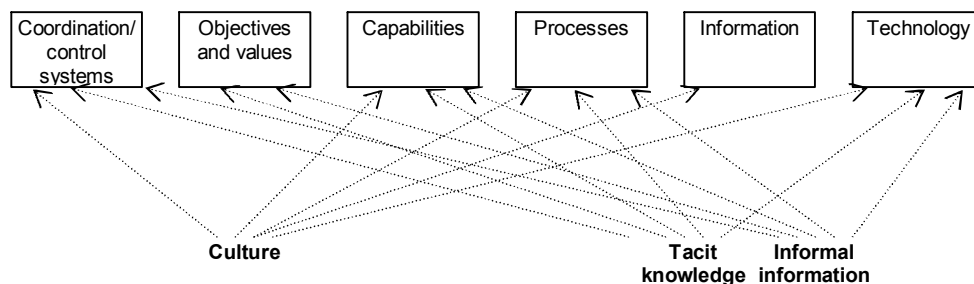 Coordination/
control
systems
Objectives
and values
Capabilities
Processes
Information
Technology
Culture
Tacit
knowledge
Informal
information